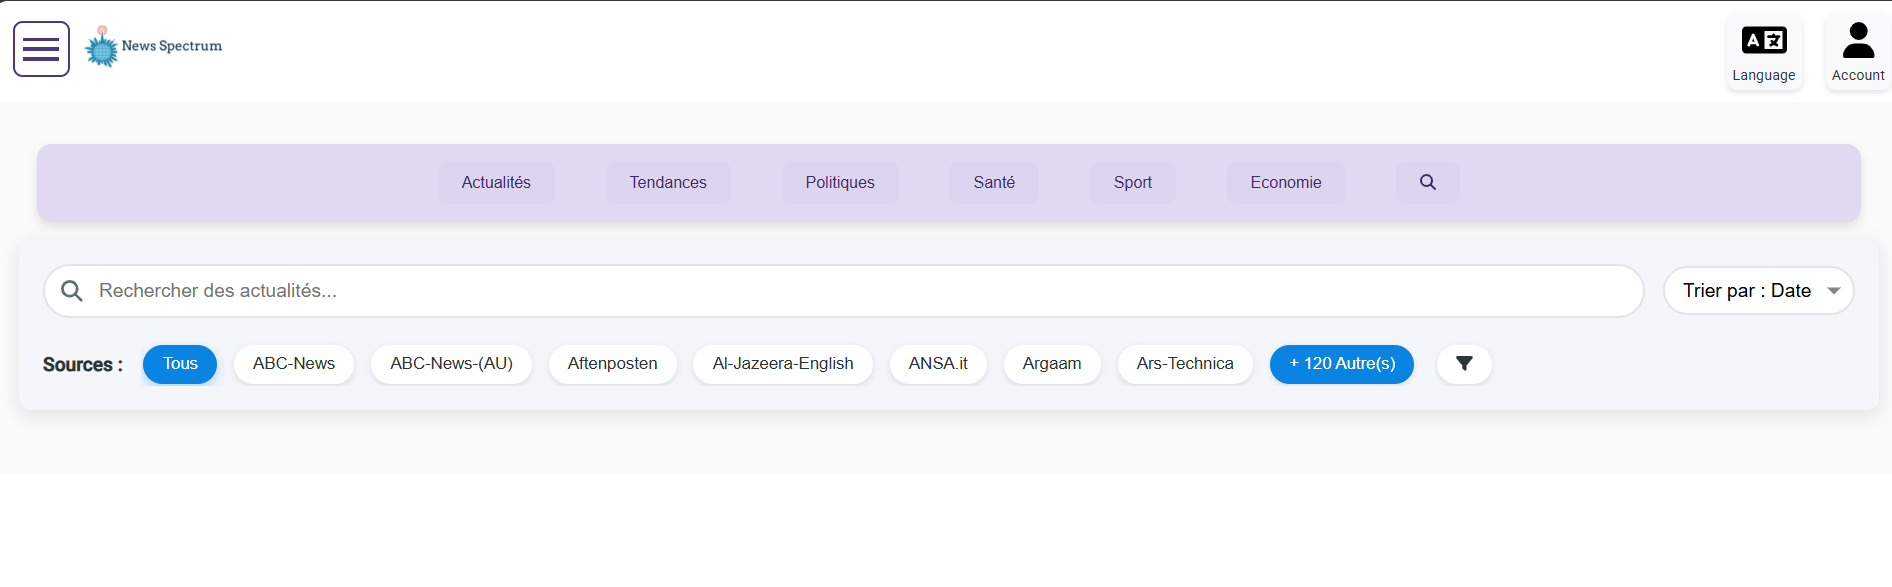 News Spectrum
Language
Account
Actualités
Tendances
Politiques
Santé
Sport
Economie
Rechercher des actualités...
Trier par : Date
Sources : Tous ABC-News ABC-News-(AU) Aftenposten Al-Jazeera-English ANSA.it Argaam Ars-Technica + 120 Autre(s)